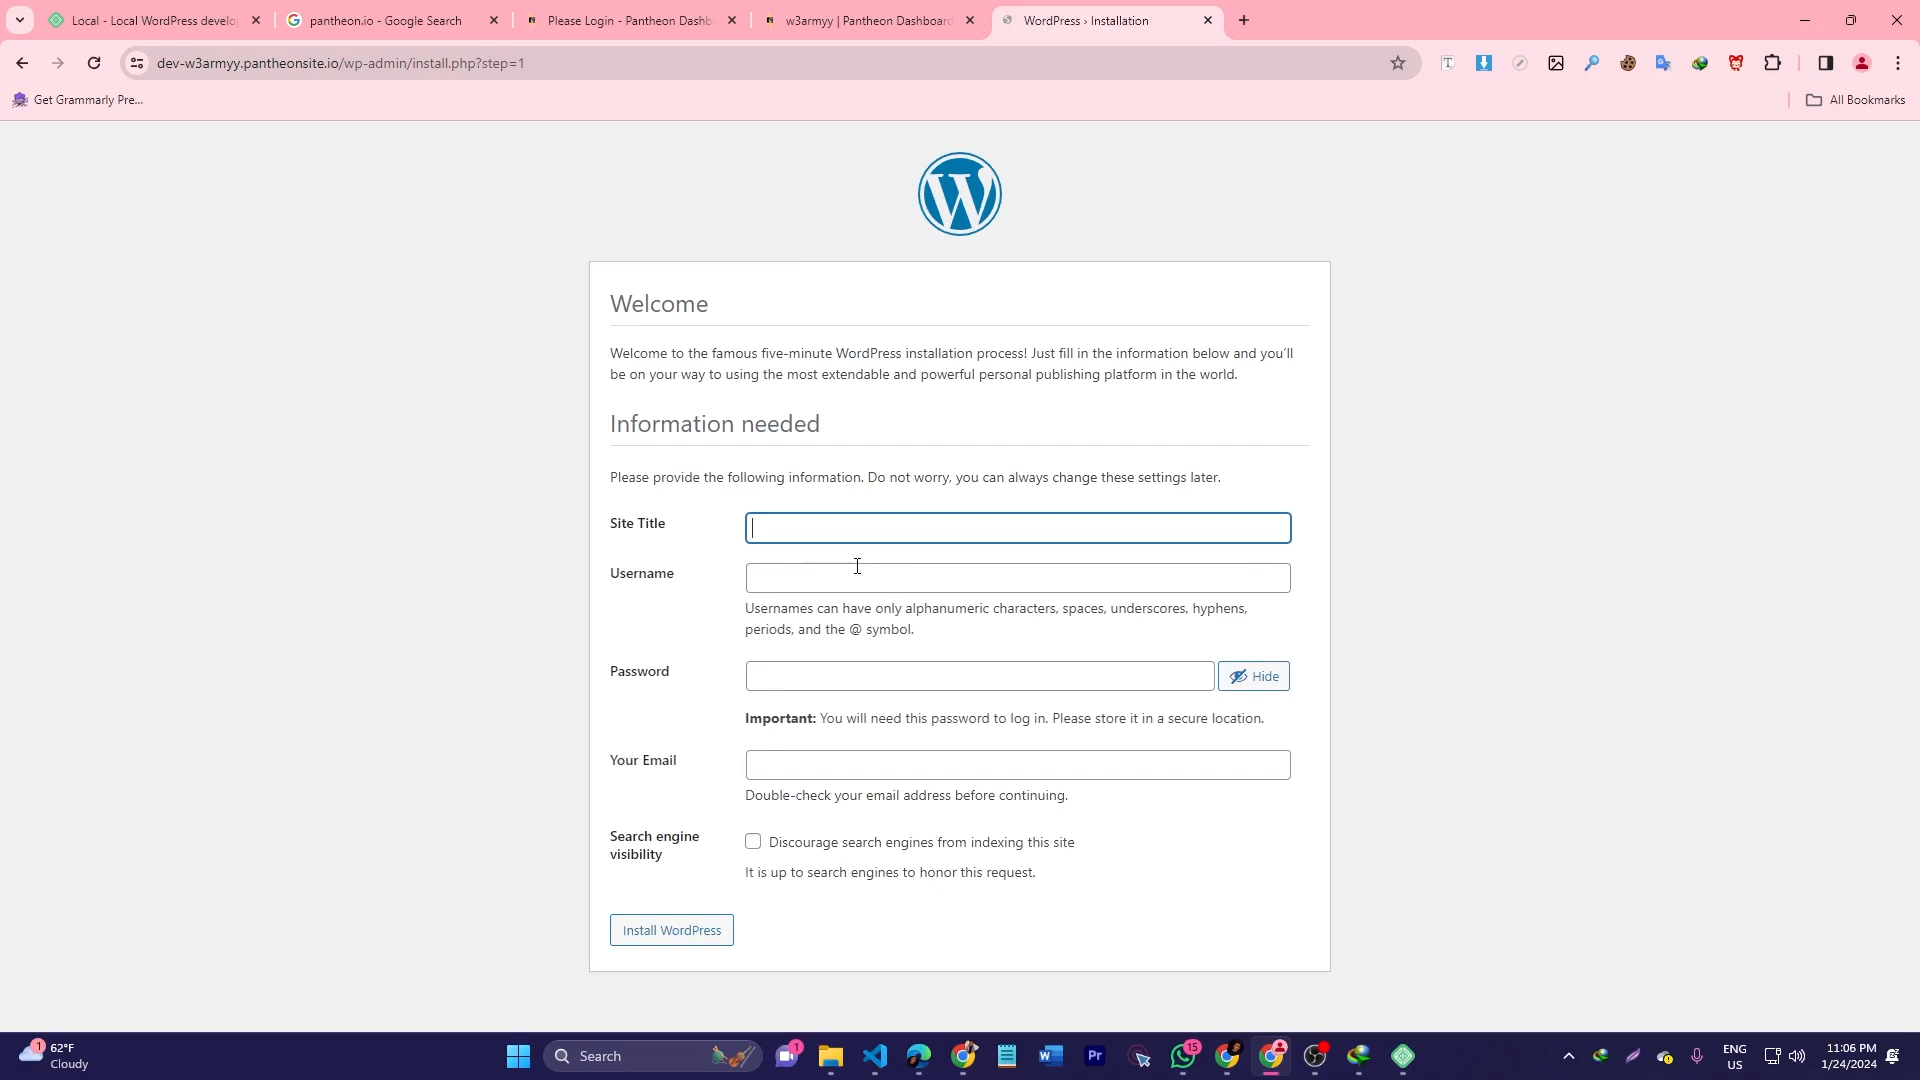 Local - Local WordPress develo
pantheon.io - Google Search
Please Login - Pantheon Dashb
w3armyy | Pantheon Dashboard
WordPress › Installation
dev-w3armyy.pantheonsite.io/wp-admin/install.php?step=1
Get Grammarly Pre...
All Bookmarks
Welcome
Welcome to the famous five-minute WordPress installation process! Just fill in the information below and you'll
be on your way to using the most extendable and powerful personal publishing platform in the world.
Information needed
Please provide the following information. Do not worry, you can always change these settings later.
Site Title
Username
Usernames can have only alphanumeric characters, spaces, underscores, hyphens,
periods, and the @ symbol.
Password
Hide
Important: You will need this password to log in. Please store it in a secure location.
Your Email
Double-check your email address before continuing.
Search engine
visibility
Discourage search engines from indexing this site
It is up to search engines to honor this request.
Install WordPress
1
62°F
Cloudy
Search
1
W
Pr
15
ENG
US
11:06 PM
1/24/2024